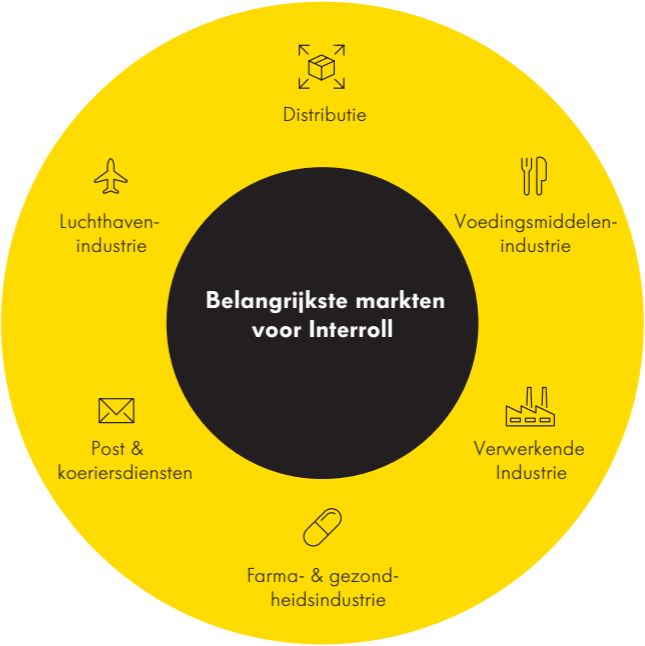 Distributie
Luchthaven-
industrie
Voedingsmiddelen-
industrie
Belangrijkste markten
voor Interroll
Post &
koeriersdiensten
Verwerkende
Industrie
Farma- & gezond-
heidsindustrie